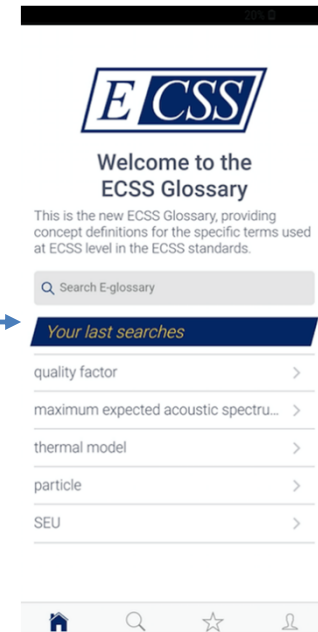 20%
E CSS
Welcome to the
ECSS Glossary
This is the new ECSS Glossary, providing
concept definitions for the specific terms used
at ECSS level in the ECSS standards.
Search E-glossary
Your last searches
quality factor
maximum expected acoustic spectru...
thermal model
particle
SEU